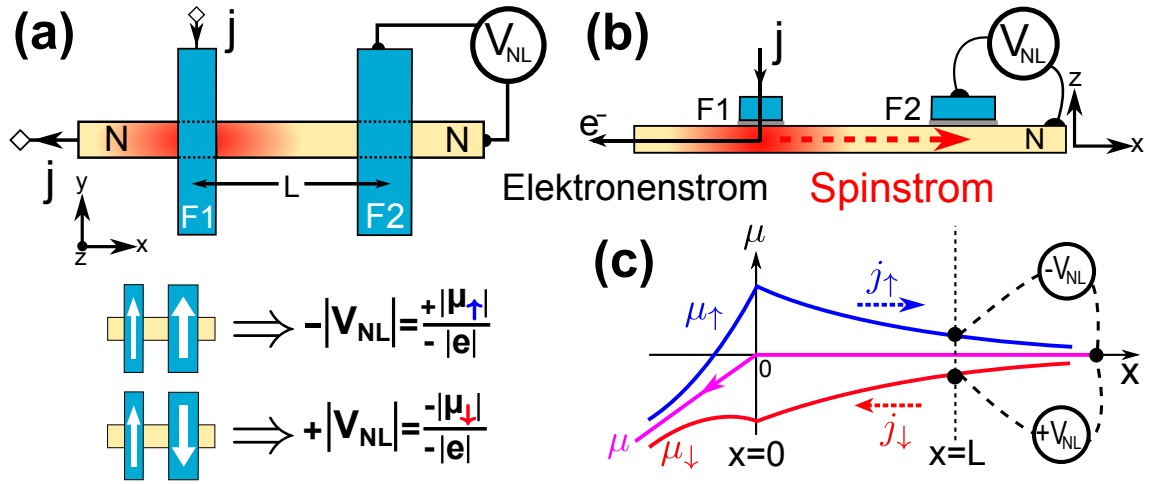 (a)
j
V_NL
N
N
j
L
F1
F2
y
x
z
−|V_NL| = +|μ↑| / -|e|
+|V_NL| = -|μ↓| / -|e|
(b)
j
V_NL
F1
F2
z
e⁻
N
x
Elektronenstrom
Spinstrom
(c)
μ
j↑
-V_NL
μ↑
0
x
j↓
μ
μ↓
+V_NL
x=0
x=L